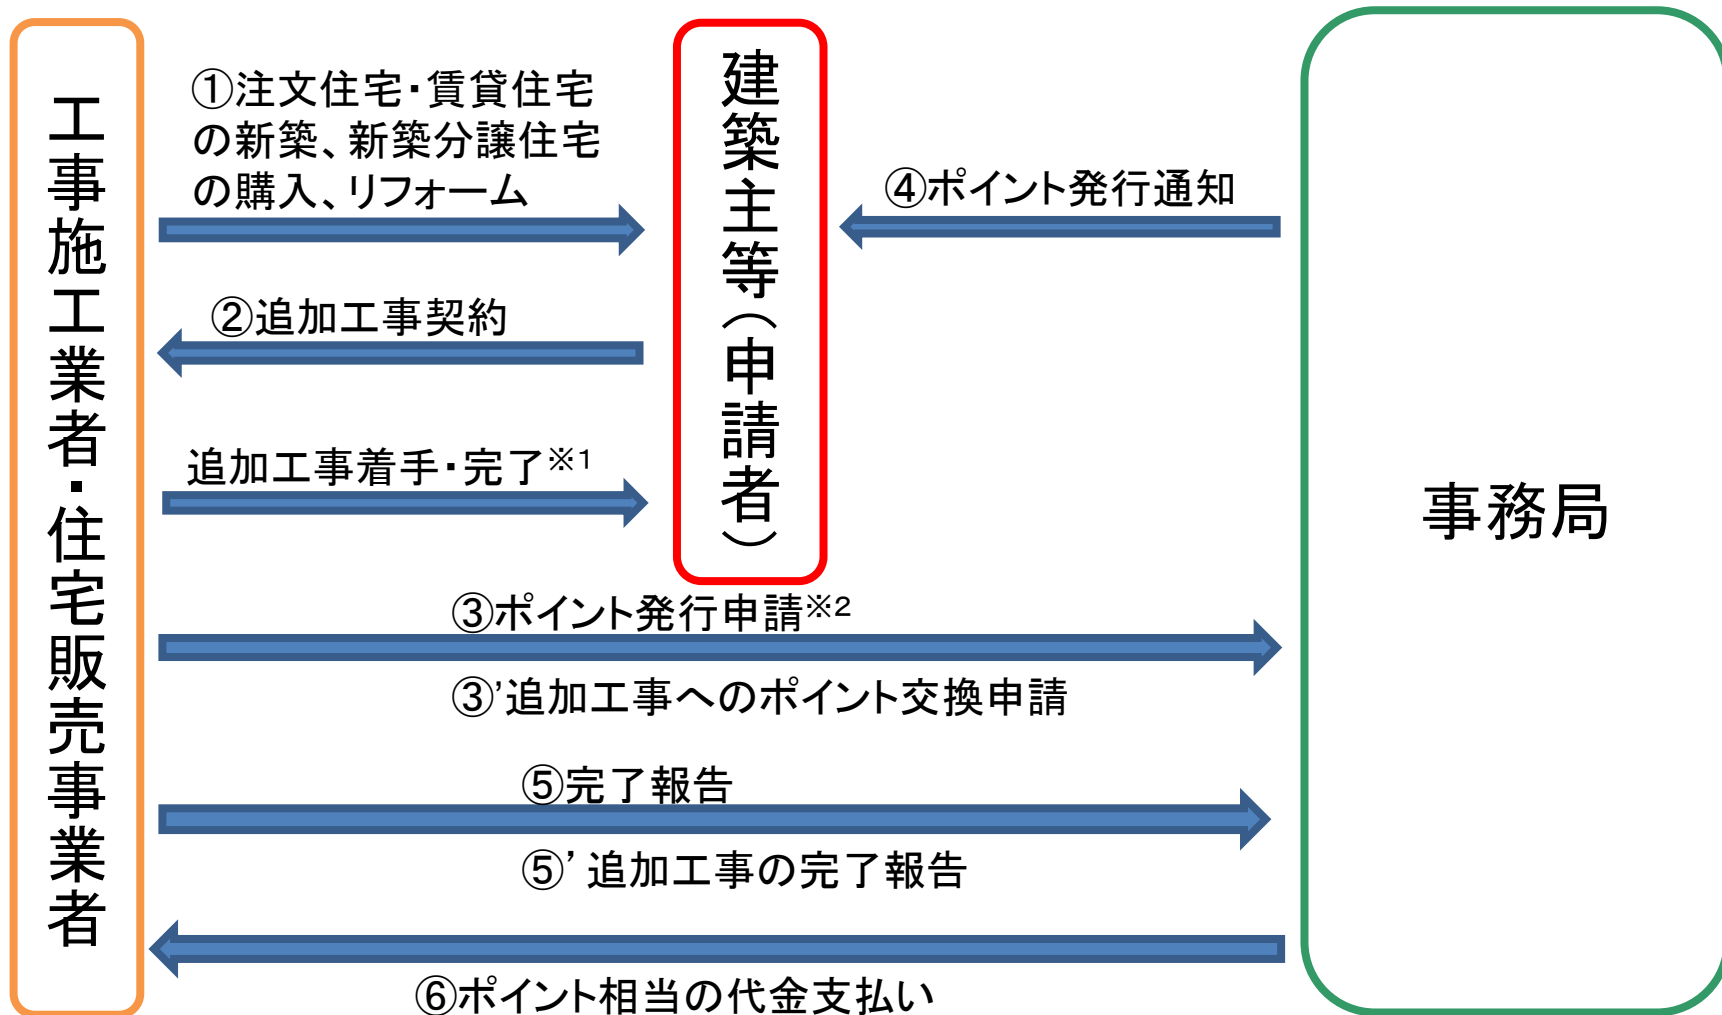 工事施工業者・住宅販売事業者
①注文住宅・賃貸住宅
の新築、新築分譲住宅
の購入、リフォーム
建築主等（申請者）
④ポイント発行通知
②追加工事契約
追加工事着手・完了※1
事務局
③ポイント発行申請※2
③'追加工事へのポイント交換申請
⑤完了報告
⑤’追加工事の完了報告
⑥ポイント相当の代金支払い